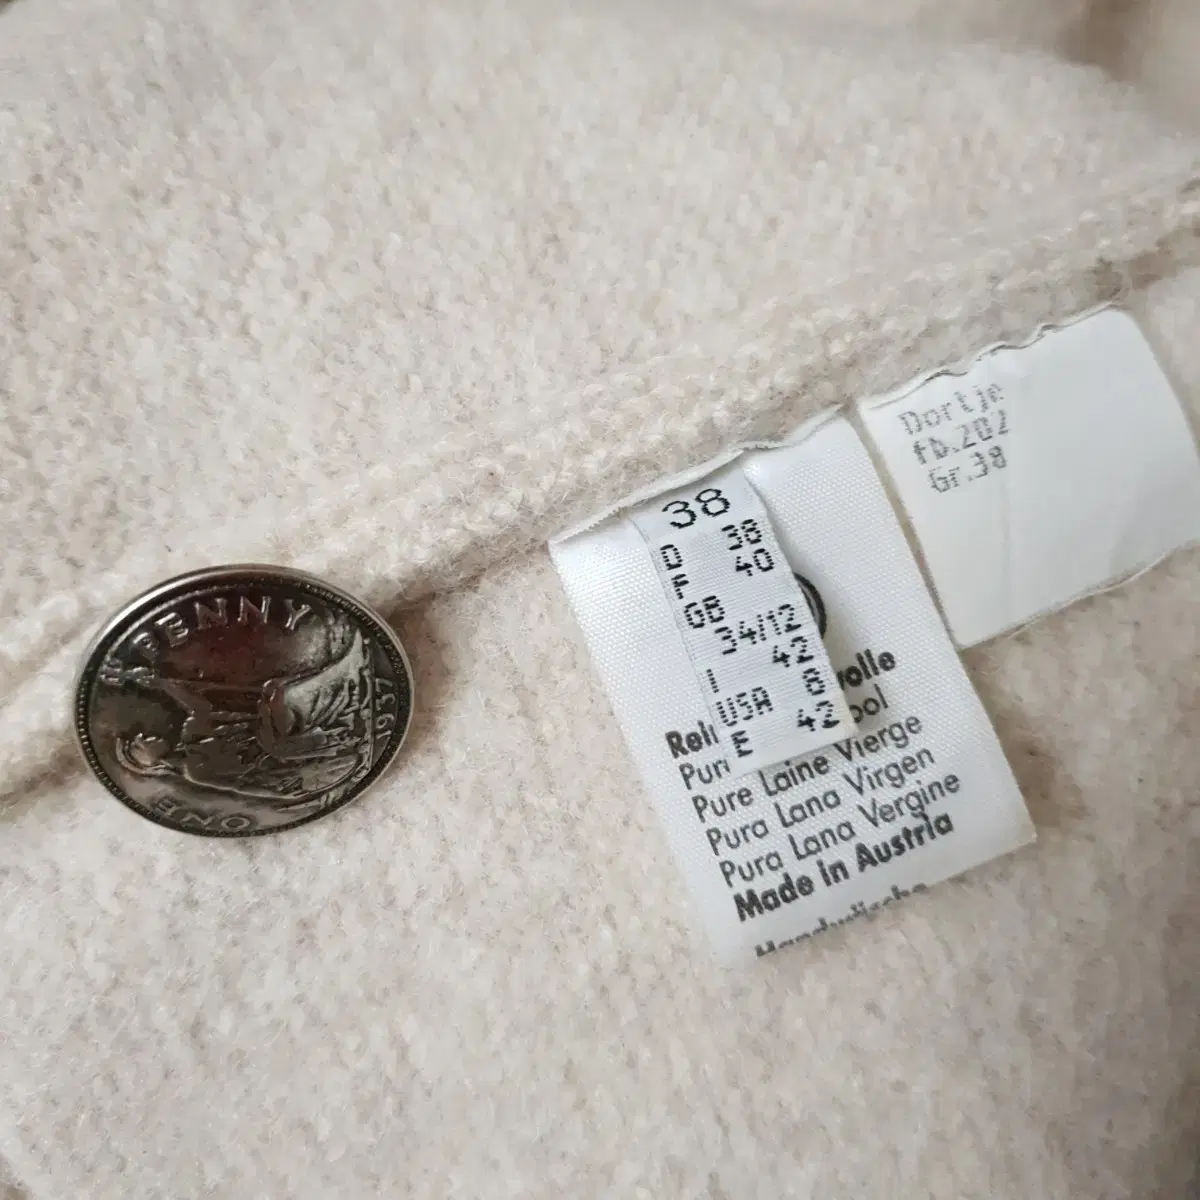 PENNY
1937
ONE
38
D 38
F 40
GB 34/12
I 42
USA 8
E 42
Dortje
fb.202
Gr.38
Pure Laine Vierge
Pura Lana Virgen
Pura Lana Vergine
Made in Austria